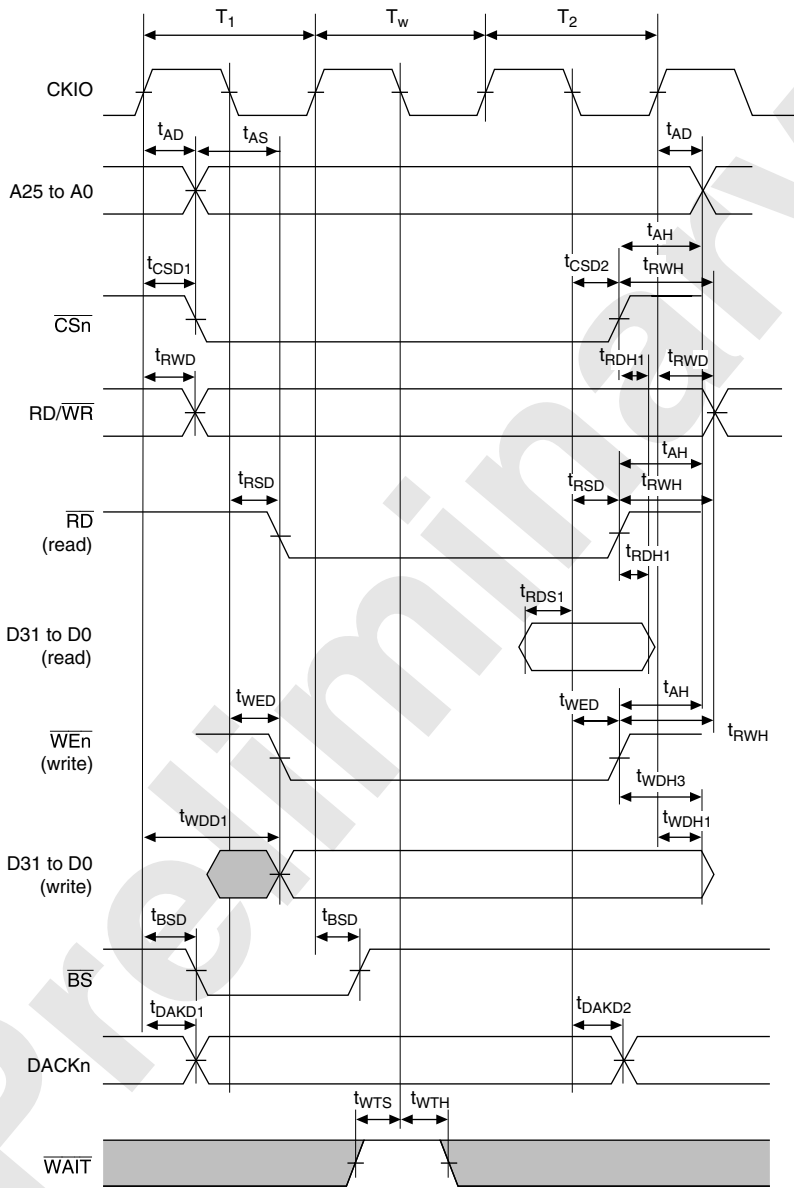 T1 Tw T2
CKIO
tAD tAS tAD
A25 to A0
tAH
tCSD1 tCSD2 tRWH
CSn
tRDH1
tRWD tRWD
RD/WR
tAH
tRSD tRSD tRWH
RD
(read)
tRDH1
tRDS1
D31 to D0
(read)
tAH
tWED tWED
tRWH
WEn
(write)
tWDH3
tWDD1 tWDH1
D31 to D0
(write)
tBSD tBSD
BS
tDAKD1 tDAKD2
DACKn
tWTS tWTH
WAIT
Preliminary